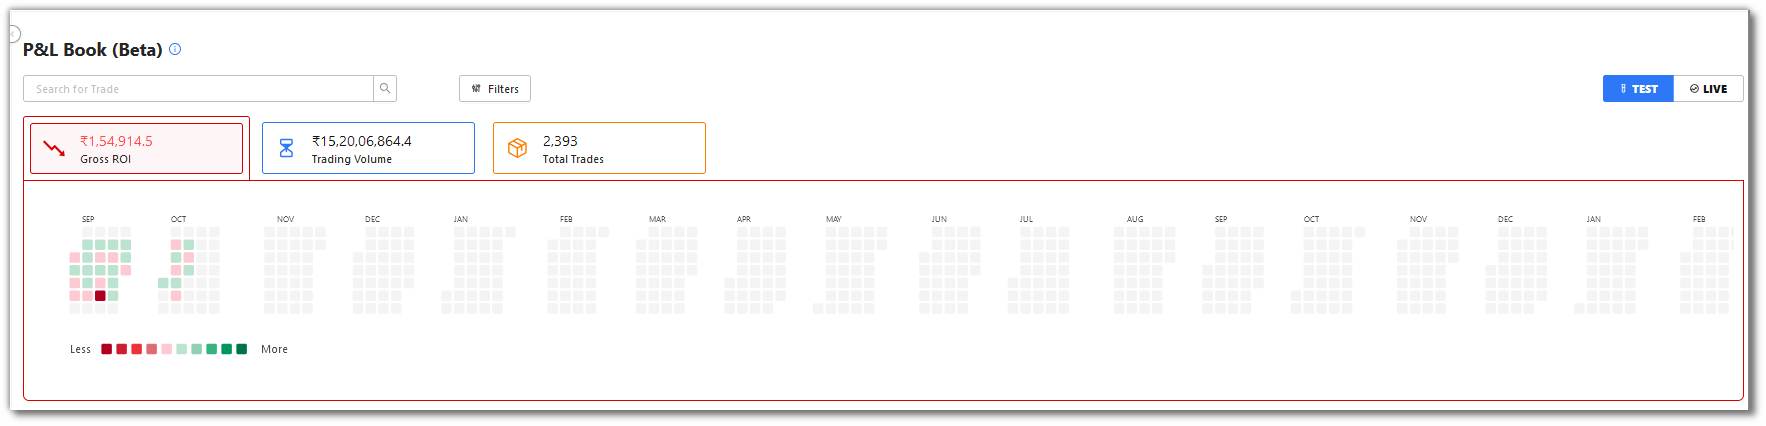 P&L Book (Beta)
Search for Trade
Filters
TEST
LIVE
₹1,54,914.5
Gross ROI
₹15,20,06,864.4
Trading Volume
2,393
Total Trades
SEP OCT NOV DEC JAN FEB MAR APR MAY JUN JUL AUG SEP OCT NOV DEC JAN FEB
Less More